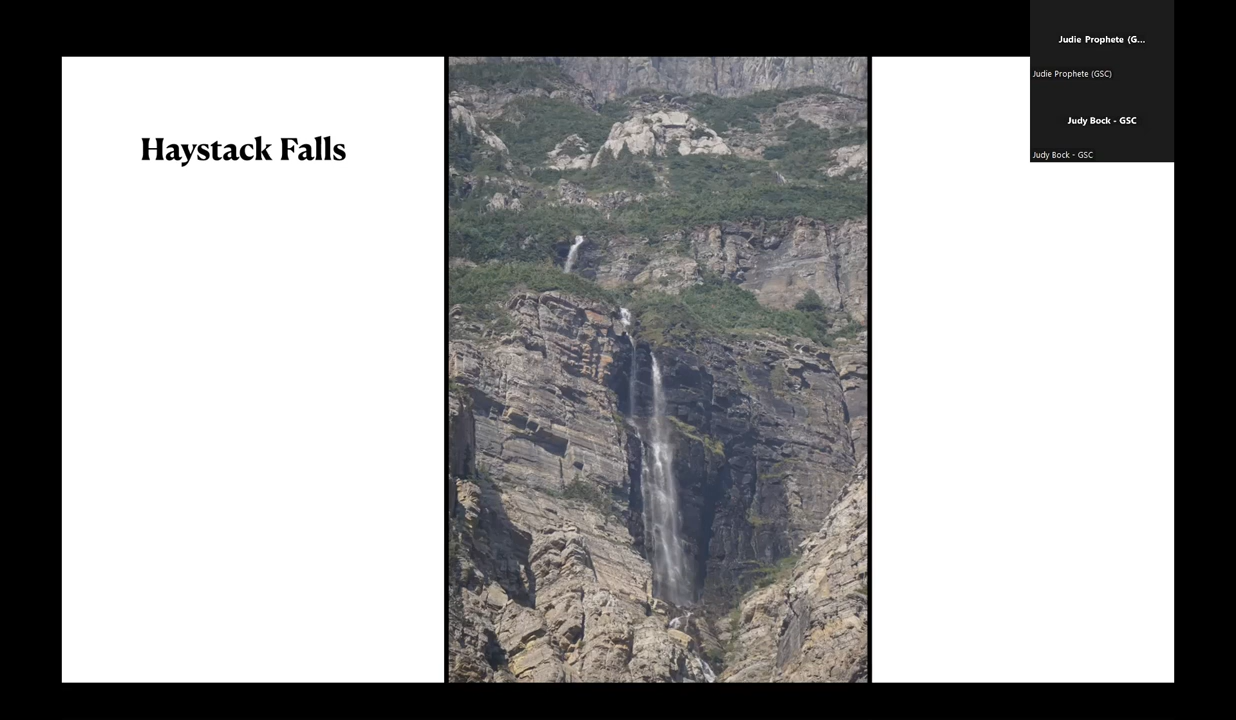 Haystack Falls
Judie Prophete (G...
Judie Prophete (GSC)
Judy Bock - GSC
Judy Bock - GSC